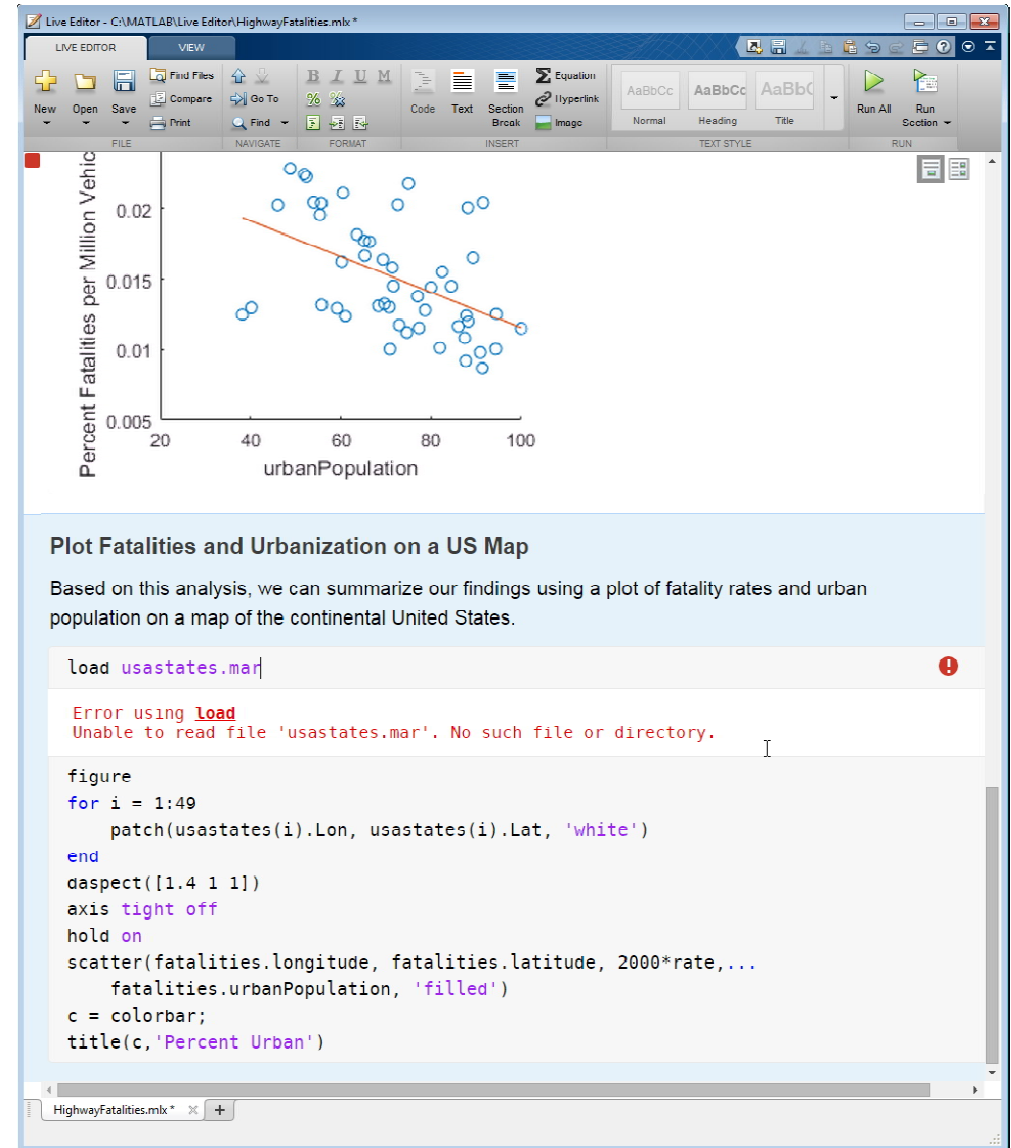 Live Editor - C:\MATLAB\Live Editor\HighwayFatalities.mlx *
LIVE EDITOR
VIEW
New
Open
Save
Find Files
Compare
Print
FILE
Go To
Find
NAVIGATE
B I U M
FORMAT
Code
Text
Section Break
Equation
Hyperlink
Image
INSERT
AaBbCc
Normal
AaBbCc
Heading
AaBbC
Title
TEXT STYLE
Run All
Run Section
RUN
Percent Fatalities per Million Vehic
0.02
0.015
0.01
0.005
20 40 60 80 100
urbanPopulation
Plot Fatalities and Urbanization on a US Map
Based on this analysis, we can summarize our findings using a plot of fatality rates and urban
population on a map of the continental United States.
load usastates.mar
Error using load
Unable to read file 'usastates.mar'. No such file or directory.
figure
for i = 1:49
    patch(usastates(i).Lon, usastates(i).Lat, 'white')
end
daspect([1.4 1 1])
axis tight off
hold on
scatter(fatalities.longitude, fatalities.latitude, 2000*rate,...
    fatalities.urbanPopulation, 'filled')
c = colorbar;
title(c,'Percent Urban')
HighwayFatalities.mlx *